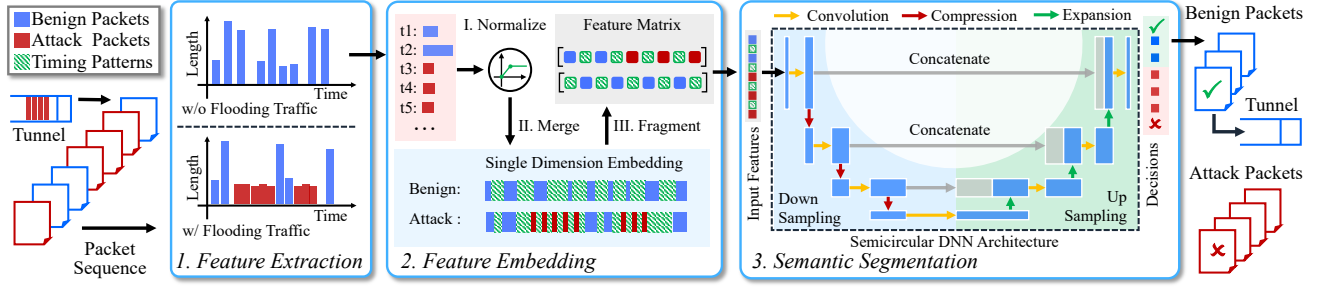 Benign Packets
Attack Packets
Timing Patterns
Tunnel
Packet
Sequence
Length
Time
w/o Flooding Traffic
Length
Time
w/ Flooding Traffic
1. Feature Extraction
t1:
t2:
t3:
t4:
t5:
...
I. Normalize
II. Merge
III. Fragment
Feature Matrix
Single Dimension Embedding
Benign:
Attack :
2. Feature Embedding
Convolution
Compression
Expansion
Input Features
Concatenate
Concatenate
Down
Sampling
Up
Sampling
Semicircular DNN Architecture
Decisions
3. Semantic Segmentation
Benign Packets
Tunnel
Attack Packets